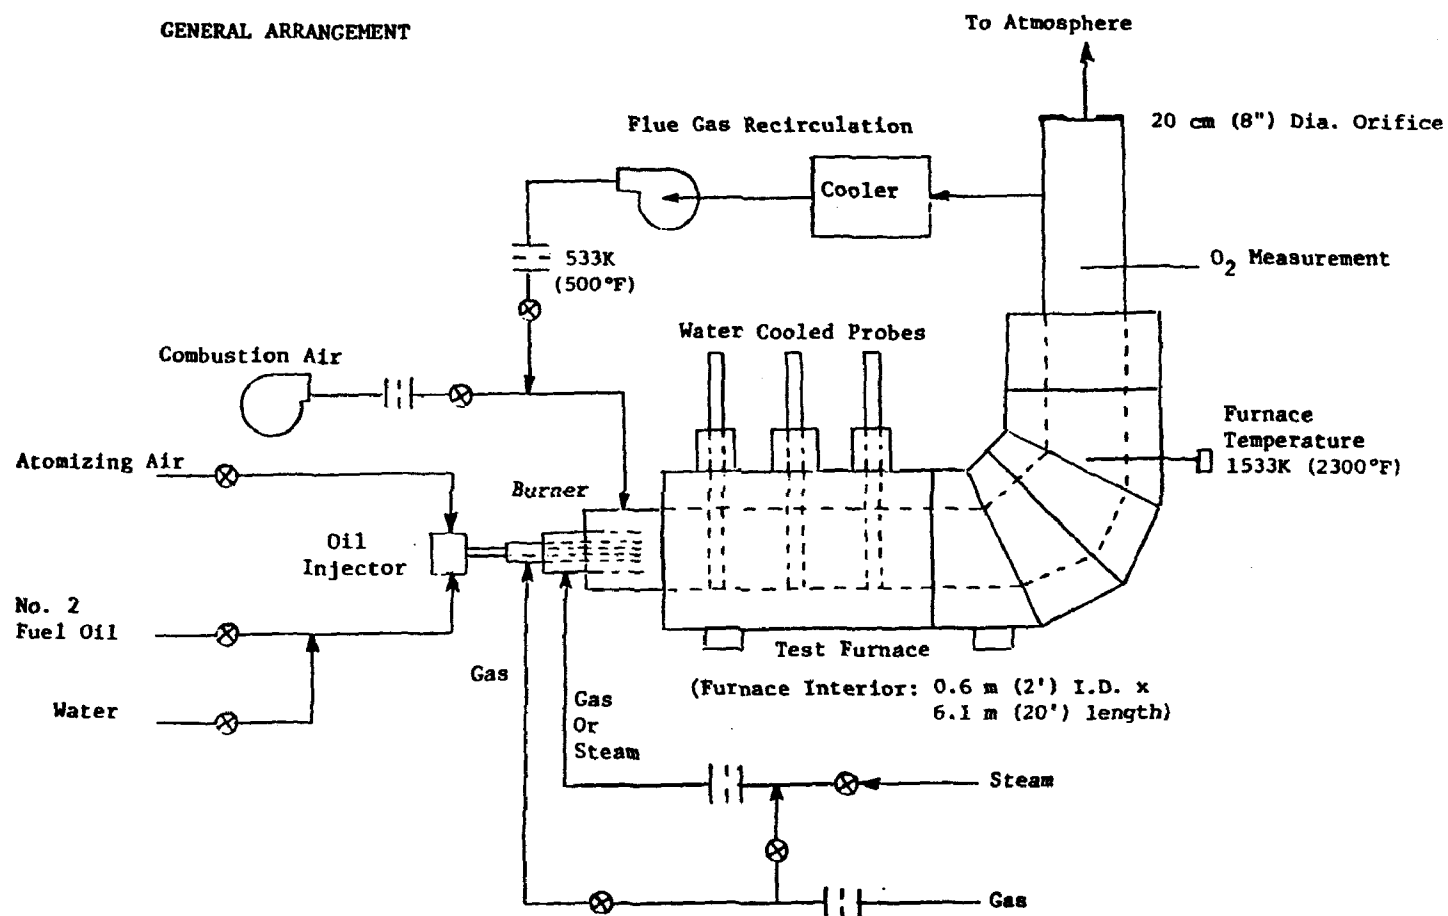 GENERAL ARRANGEMENT
To Atmosphere
20 cm (8") Dia. Orifice
Flue Gas Recirculation
Cooler
O2 Measurement
533K
(500°F)
Water Cooled Probes
Combustion Air
Furnace
Temperature
1533K (2300°F)
Atomizing Air
Burner
Oil
Injector
No. 2
Fuel Oil
Test Furnace
(Furnace Interior: 0.6 m (2') I.D. x
6.1 m (20') length)
Gas
Water
Gas
Or
Steam
Steam
Gas